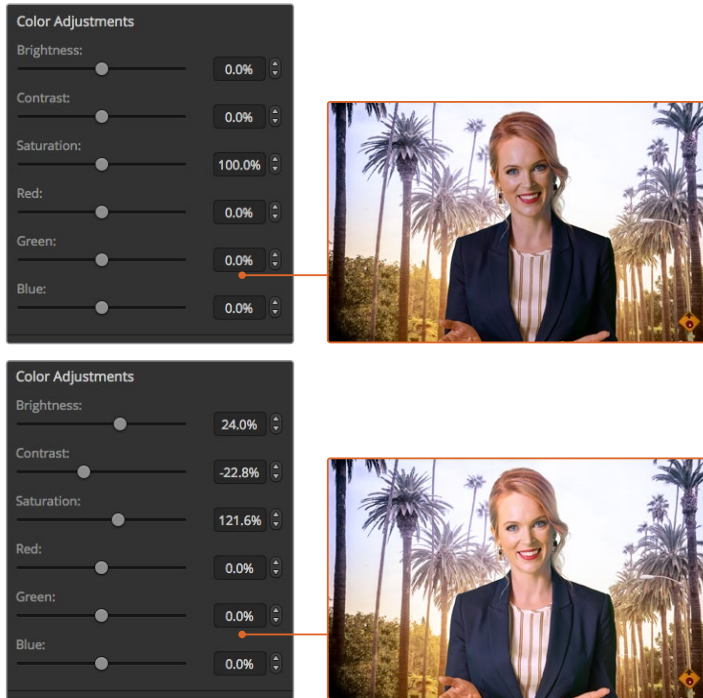 Color Adjustments
Brightness:
0.0%
Contrast:
0.0%
Saturation:
100.0%
Red:
0.0%
Green:
0.0%
Blue:
0.0%
Color Adjustments
Brightness:
24.0%
Contrast:
-22.8%
Saturation:
121.6%
Red:
0.0%
Green:
0.0%
Blue:
0.0%